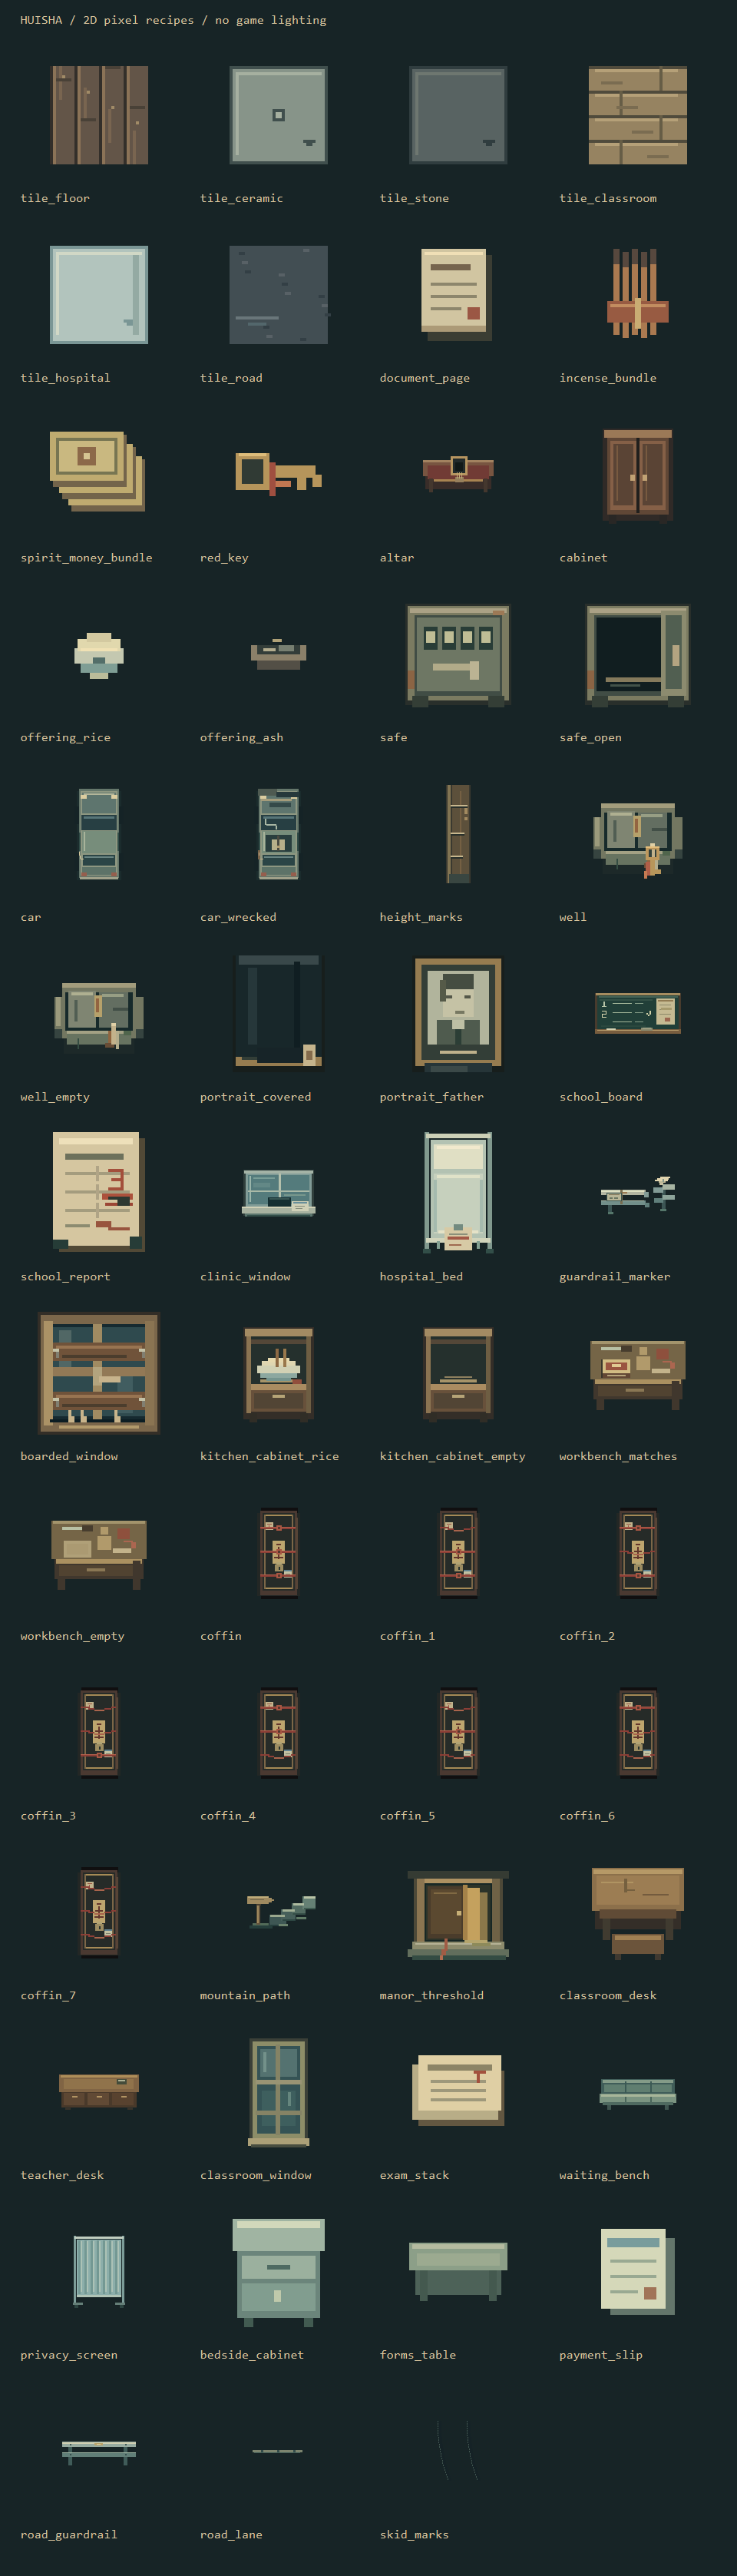 HUISHA / 2D pixel recipes / no game lighting
tile_floor
tile_ceramic
tile_stone
tile_classroom
tile_hospital
tile_road
document_page
incense_bundle
spirit_money_bundle
red_key
altar
cabinet
offering_rice
offering_ash
safe
safe_open
car
car_wrecked
height_marks
well
1
2
well_empty
portrait_covered
portrait_father
school_board
school_report
clinic_window
hospital_bed
guardrail_marker
boarded_window
kitchen_cabinet_rice
kitchen_cabinet_empty
workbench_matches
workbench_empty
coffin
coffin_1
coffin_2
coffin_3
coffin_4
coffin_5
coffin_6
coffin_7
mountain_path
manor_threshold
classroom_desk
teacher_desk
classroom_window
exam_stack
waiting_bench
privacy_screen
bedside_cabinet
forms_table
payment_slip
road_guardrail
road_lane
skid_marks